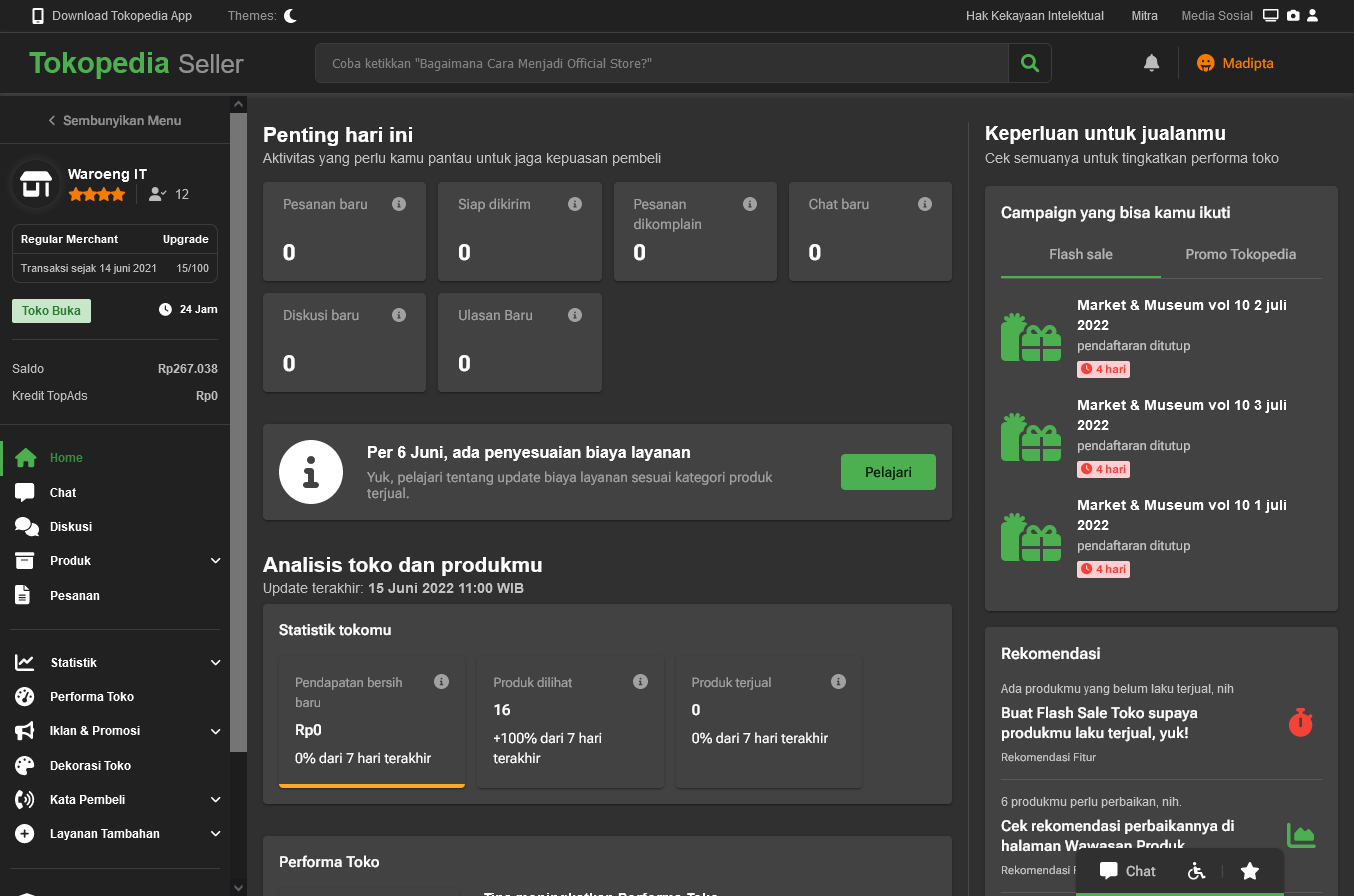 Download Tokopedia App
Themes:
Hak Kekayaan Intelektual
Mitra
Media Sosial
Tokopedia Seller
Coba ketikkan "Bagaimana Cara Menjadi Official Store?"
Madipta
Sembunyikan Menu
Waroeng IT
12
Regular Merchant
Upgrade
Transaksi sejak 14 juni 2021
15/100
Toko Buka
24 Jam
Saldo
Rp267.038
Kredit TopAds
Rp0
Home
Chat
Diskusi
Produk
Pesanan
Statistik
Performa Toko
Iklan & Promosi
Dekorasi Toko
Kata Pembeli
Layanan Tambahan
Penting hari ini
Aktivitas yang perlu kamu pantau untuk jaga kepuasan pembeli
Pesanan baru
0
Siap dikirim
0
Pesanan
dikomplain
0
Chat baru
0
Diskusi baru
0
Ulasan Baru
0
Per 6 Juni, ada penyesuaian biaya layanan
Yuk, pelajari tentang update biaya layanan sesuai kategori produk
terjual.
Pelajari
Analisis toko dan produkmu
Update terakhir: 15 Juni 2022 11:00 WIB
Statistik tokomu
Pendapatan bersih
baru
Rp0
0% dari 7 hari terakhir
Produk dilihat
16
+100% dari 7 hari
terakhir
Produk terjual
0
0% dari 7 hari terakhir
Performa Toko
Tips meningkatkan Performa Toko
Keperluan untuk jualanmu
Cek semuanya untuk tingkatkan performa toko
Campaign yang bisa kamu ikuti
Flash sale
Promo Tokopedia
Market & Museum vol 10 2 juli
2022
pendaftaran ditutup
4 hari
Market & Museum vol 10 3 juli
2022
pendaftaran ditutup
4 hari
Market & Museum vol 10 1 juli
2022
pendaftaran ditutup
4 hari
Rekomendasi
Ada produkmu yang belum laku terjual, nih
Buat Flash Sale Toko supaya
produkmu laku terjual, yuk!
Rekomendasi Fitur
6 produkmu perlu perbaikan, nih.
Cek rekomendasi perbaikannya di
halaman Wawasan Produk
Rekomendasi
Chat